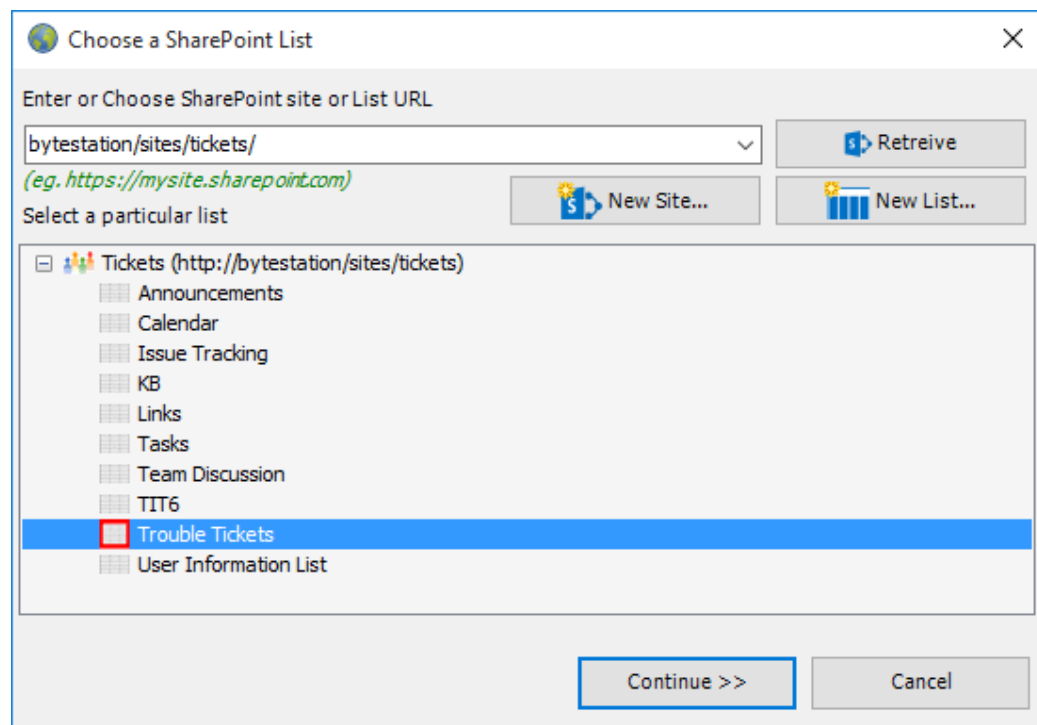 Choose a SharePoint List
Enter or Choose SharePoint site or List URL
bytestation/sites/tickets/
Retreive
(eg. https://mysite.sharepoint.com)
New Site...
New List...
Select a particular list
Tickets (http://bytestation/sites/tickets)
Announcements
Calendar
Issue Tracking
KB
Links
Tasks
Team Discussion
TIT6
Trouble Tickets
User Information List
Continue >>
Cancel